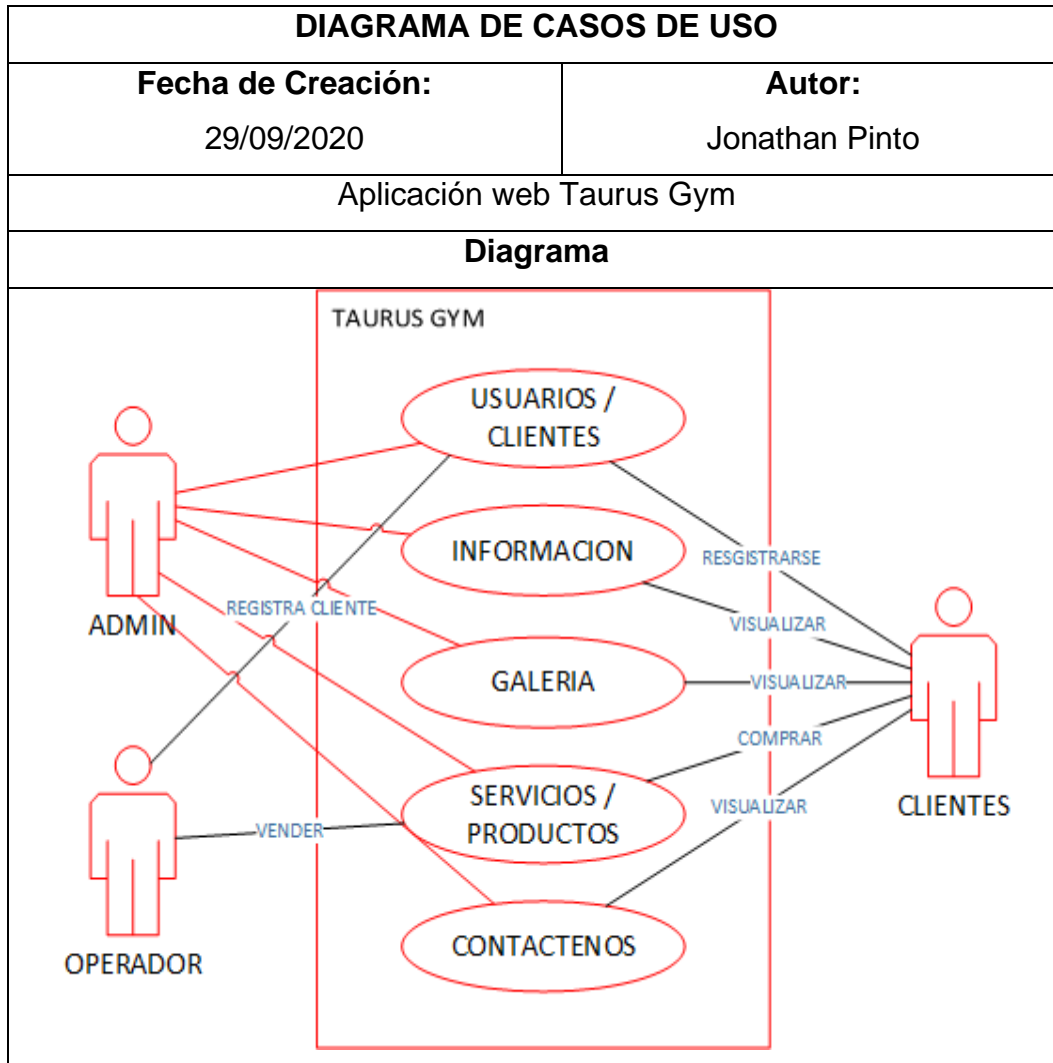 DIAGRAMA DE CASOS DE USO
Fecha de Creación:
29/09/2020
Autor:
Jonathan Pinto
Aplicación web Taurus Gym
Diagrama
TAURUS GYM
USUARIOS /
CLIENTES
INFORMACION
RESGISTRARSE
ADMIN
REGISTRA CLIENTE
VISUALIZAR
GALERIA
VISUALIZAR
COMPRAR
SERVICIOS /
PRODUCTOS
VISUALIZAR
CLIENTES
VENDER
CONTACTENOS
OPERADOR